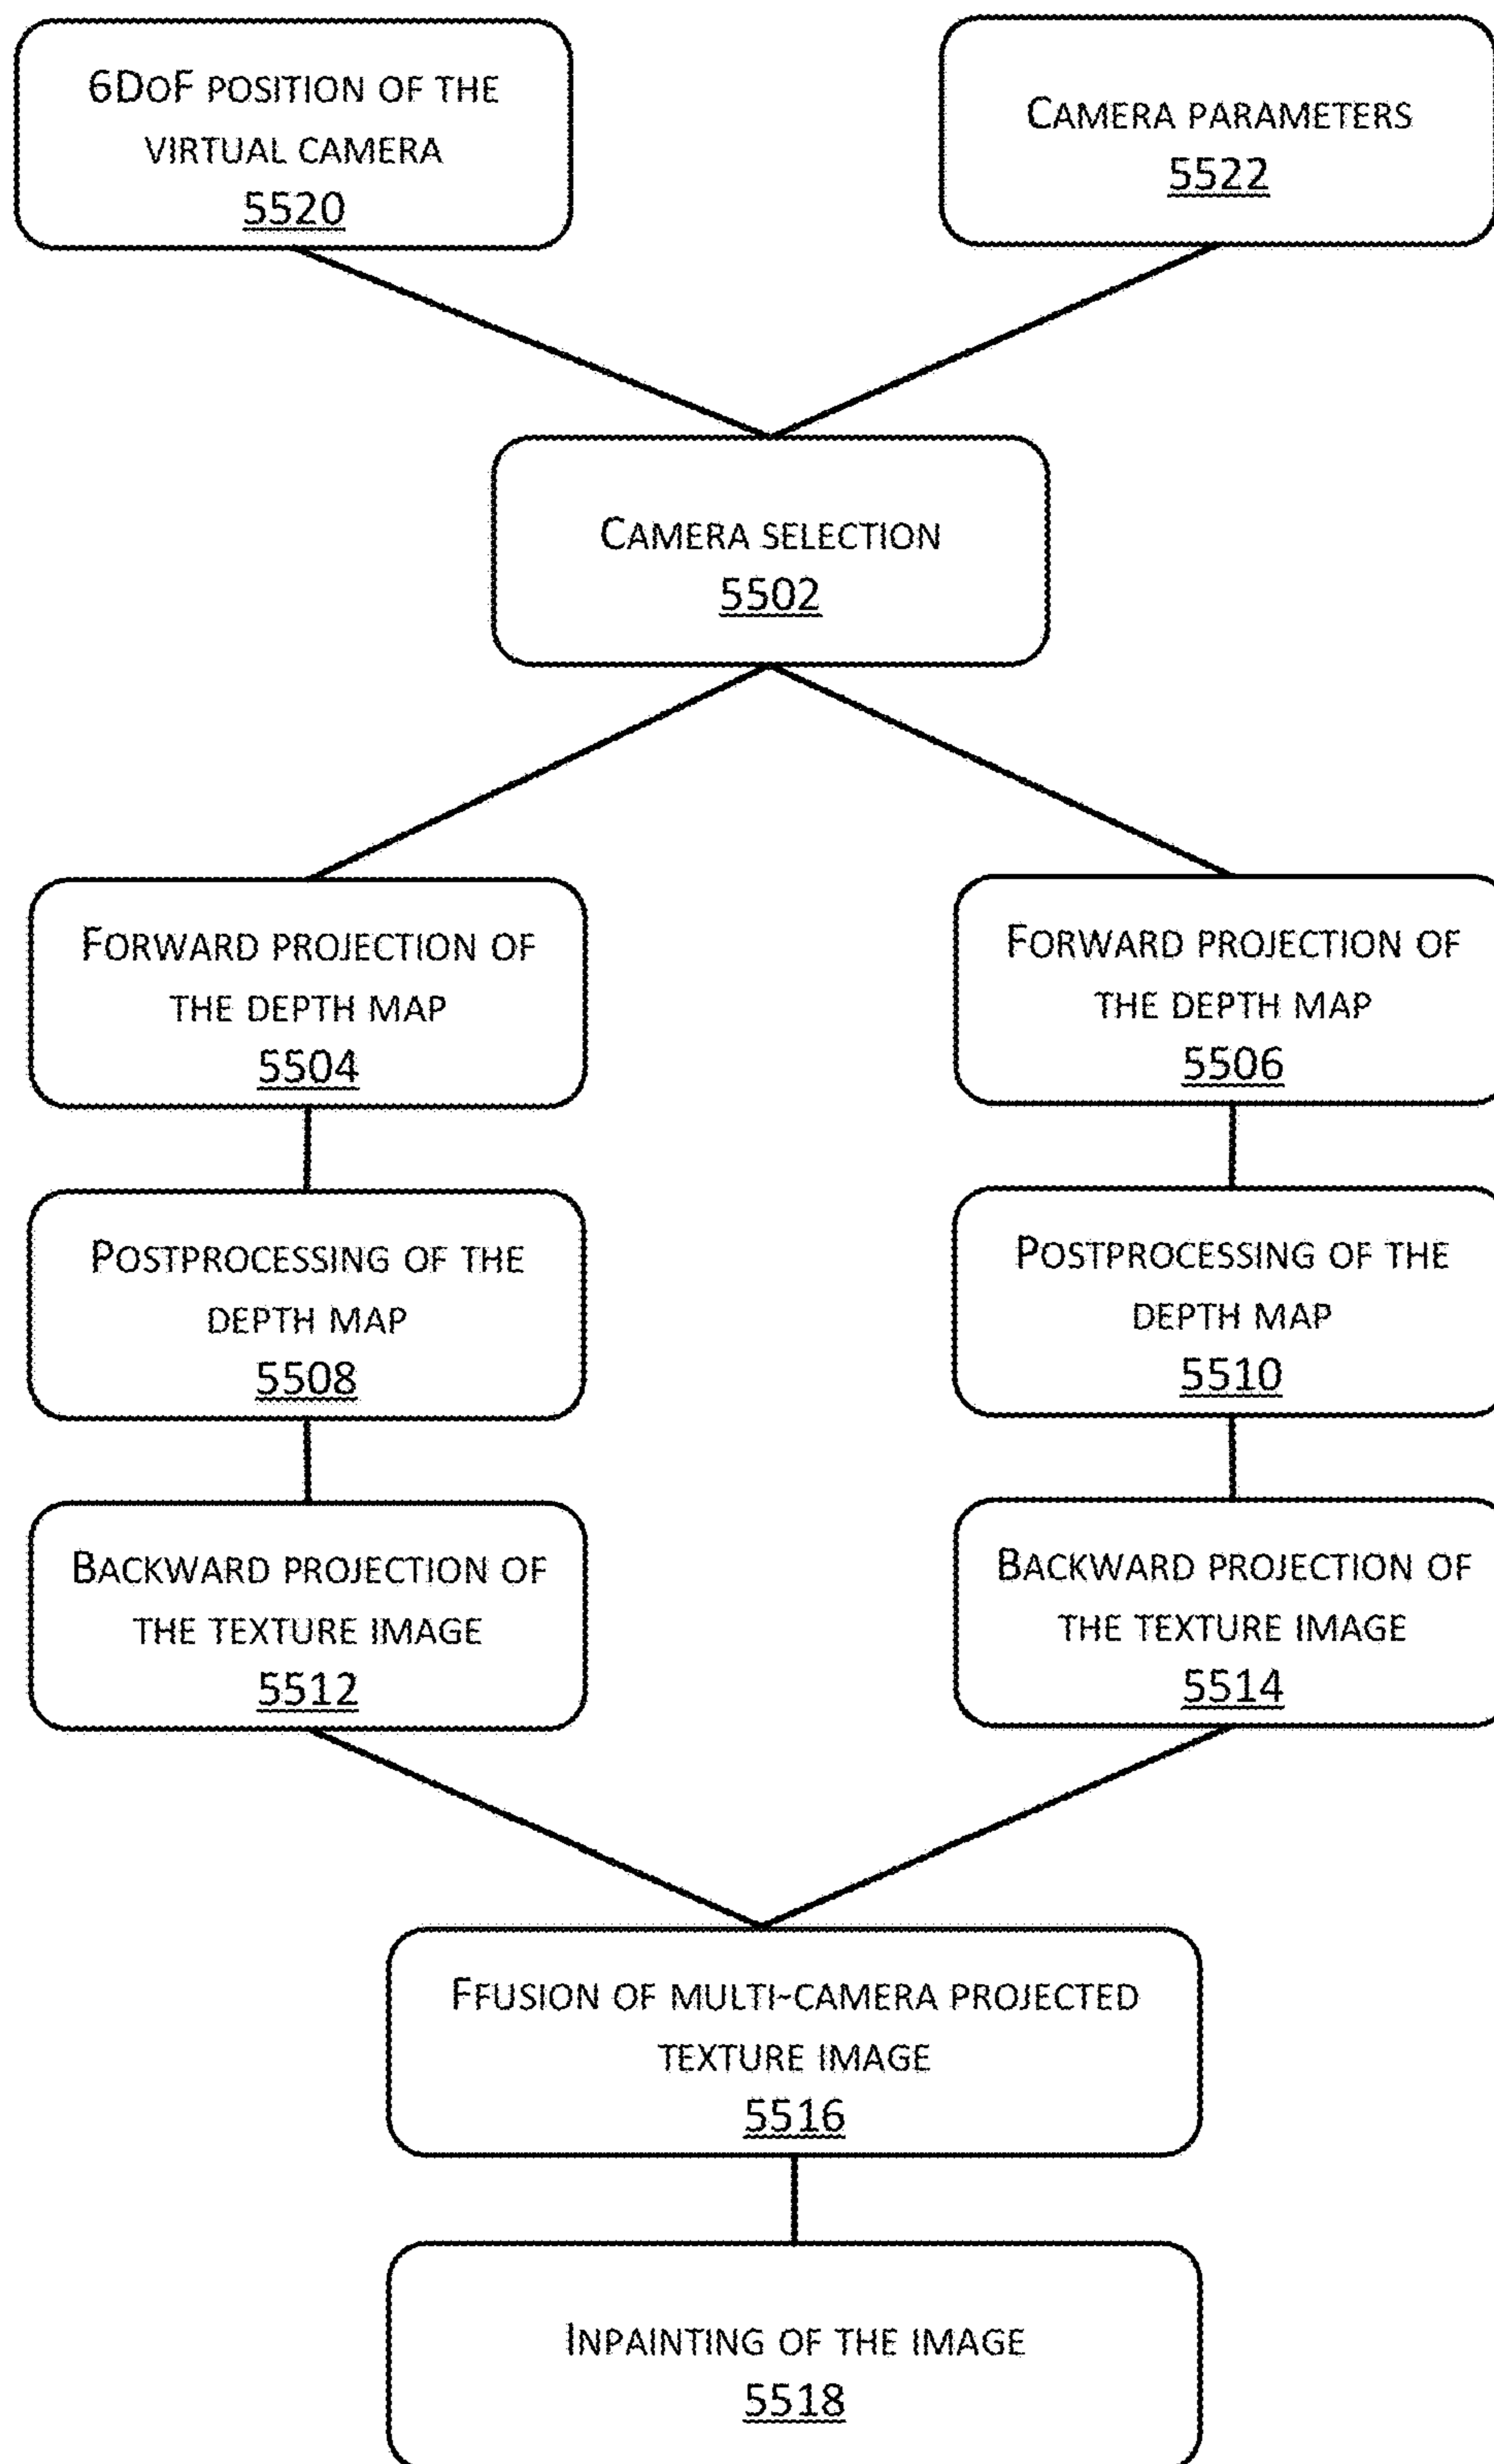 6DoF position of the
virtual camera
5520
Camera parameters
5522
Camera selection
5502
Forward projection of
the depth map
5504
Forward projection of
the depth map
5506
Postprocessing of the
depth map
5508
Postprocessing of the
depth map
5510
Backward projection of
the texture image
5512
Backward projection of
the texture image
5514
Ffusion of multi-camera projected
texture image
5516
Inpainting of the image
5518